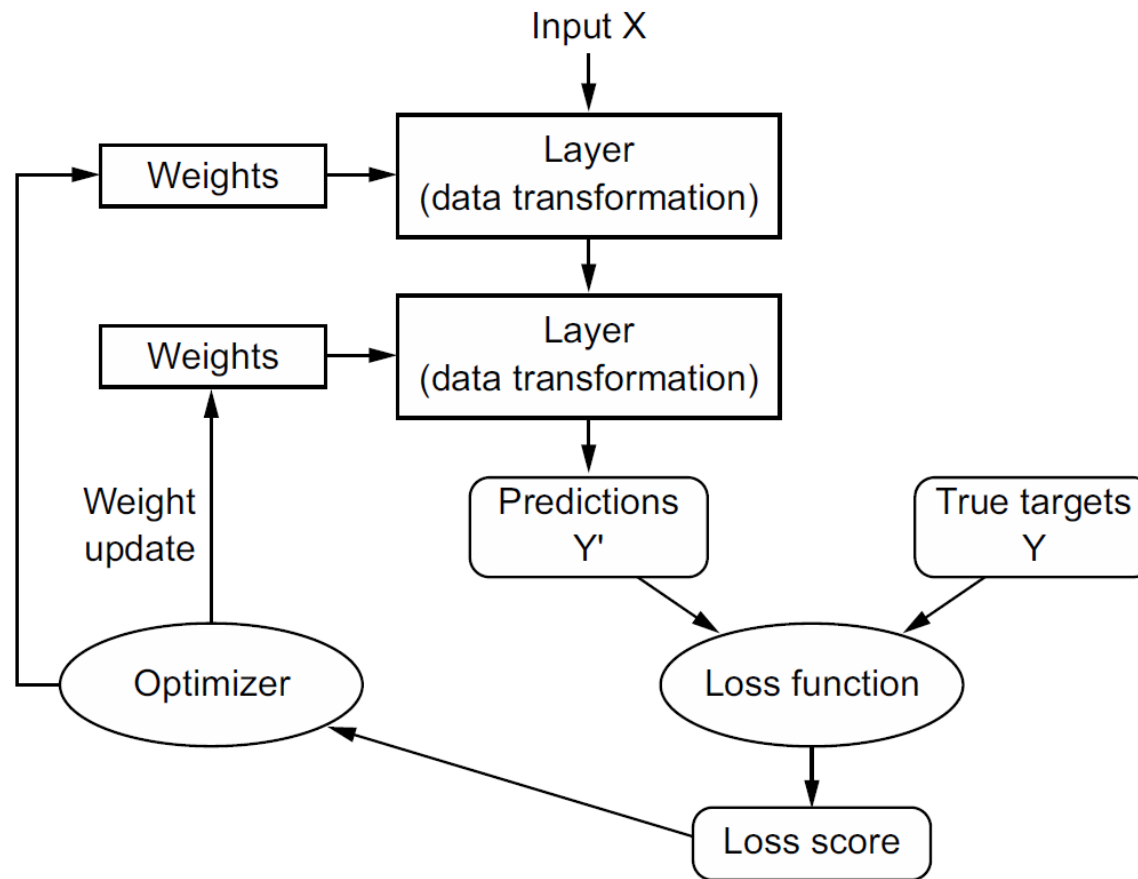 Input X
Weights
Layer
(data transformation)
Weights
Layer
(data transformation)
Weight
update
Predictions
Y'
True targets
Y
Optimizer
Loss function
Loss score